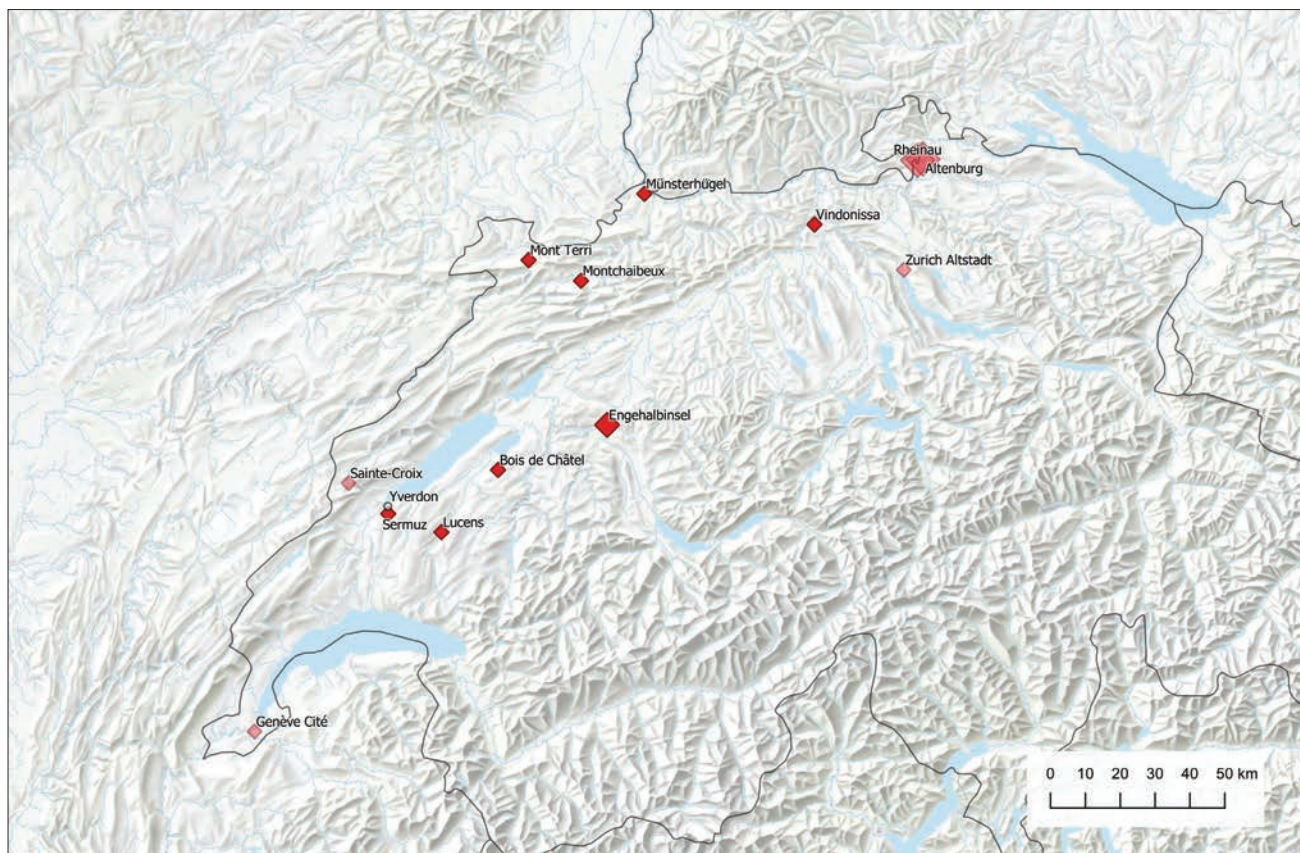 Rheinau
Altenburg
Münsterhügel
Vindonissa
Mont Terri
Zurich Altstadt
Montchaibeux
Engehalbinsel
Bois de Châtel
Sainte-Croix
Yverdon
Sermuz
Lucens
Genève Cité
0 10 20 30 40 50 km